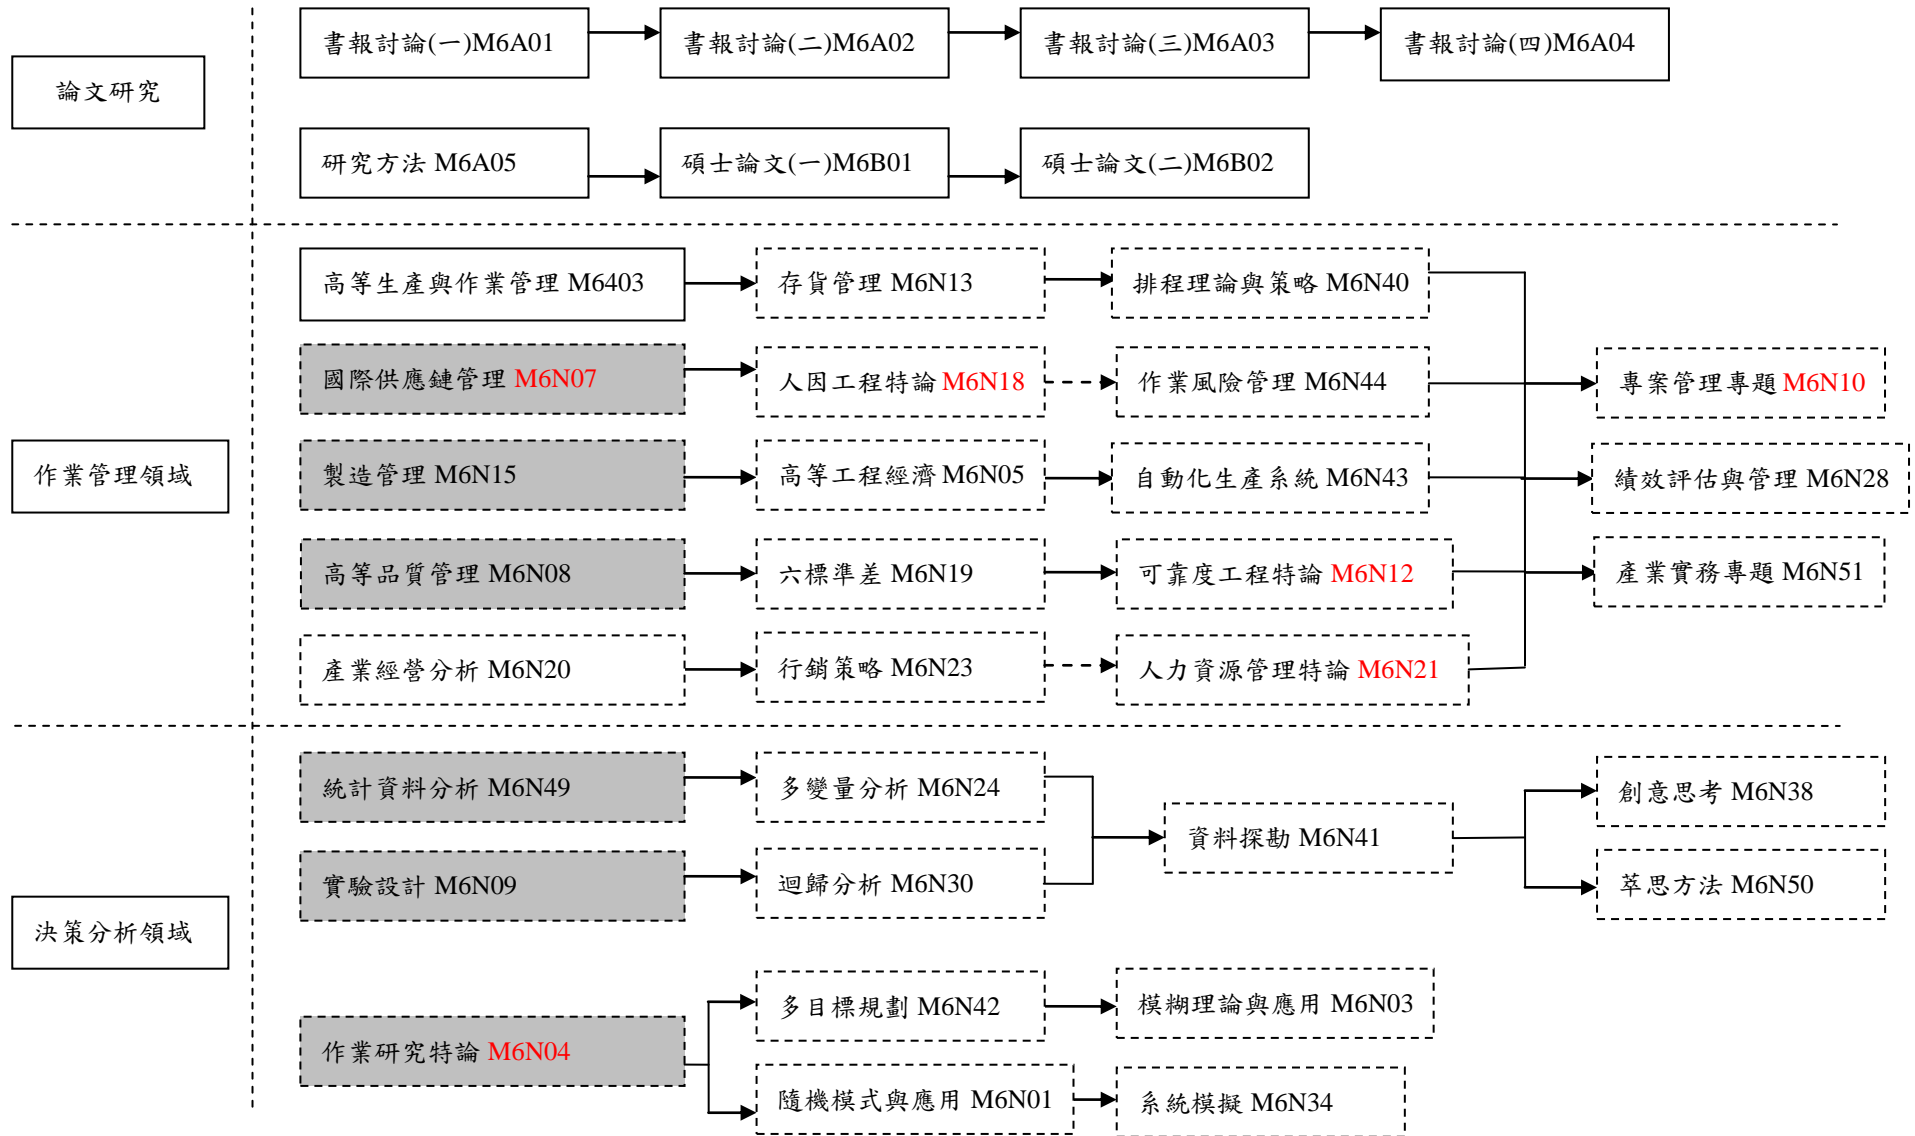 書報討論(一)M6A01
書報討論(二)M6A02
書報討論(三)M6A03
書報討論(四)M6A04
論文研究
研究方法 M6A05
碩士論文(一)M6B01
碩士論文(二)M6B02
高等生產與作業管理 M6403
存貨管理 M6N13
排程理論與策略 M6N40
國際供應鏈管理 M6N07
人因工程特論 M6N18
作業風險管理 M6N44
專案管理專題 M6N10
作業管理領域
製造管理 M6N15
高等工程經濟 M6N05
自動化生產系統 M6N43
績效評估與管理 M6N28
高等品質管理 M6N08
六標準差 M6N19
可靠度工程特論 M6N12
產業實務專題 M6N51
產業經營分析 M6N20
行銷策略 M6N23
人力資源管理特論 M6N21
統計資料分析 M6N49
多變量分析 M6N24
資料探勘 M6N41
創意思考 M6N38
實驗設計 M6N09
迴歸分析 M6N30
萃思方法 M6N50
決策分析領域
作業研究特論 M6N04
多目標規劃 M6N42
模糊理論與應用 M6N03
隨機模式與應用 M6N01
系統模擬 M6N34